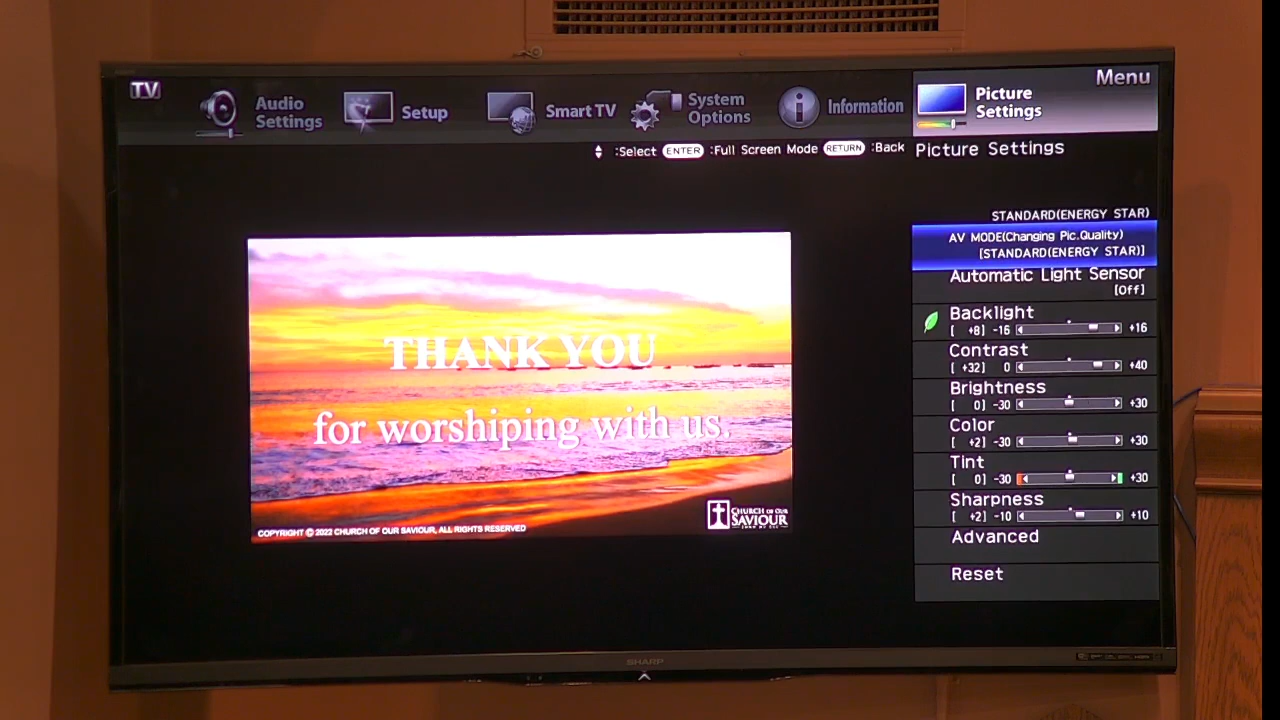 TV
Audio
Settings
Setup
Smart TV
System
Options
Information
Picture
Settings
Menu
:Select ENTER :Full Screen Mode RETURN :Back
Picture Settings
STANDARD(ENERGY STAR)
AV MODE(Changing Pic.Quality)
[STANDARD(ENERGY STAR)]
Automatic Light Sensor
[Off]
Backlight
[ +8] -16 +16
Contrast
[ +32] 0 +40
Brightness
[ 0] -30 +30
Color
[ +2] -30 +30
Tint
[ 0] -30 +30
Sharpness
[ +2] -10 +10
Advanced
Reset
THANK YOU
for worshiping with us.
COPYRIGHT © 2022 CHURCH OF OUR SAVIOUR, ALL RIGHTS RESERVED
CHURCH OF OUR
SAVIOUR
SHARP